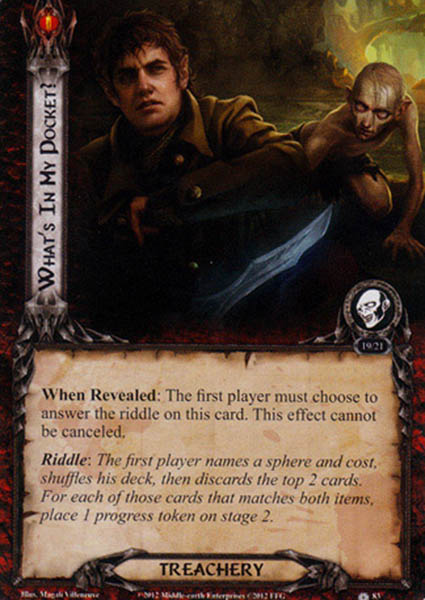 What's In My Pocket?
19/21
When Revealed: The first player must choose to
answer the riddle on this card. This effect cannot
be canceled.
Riddle: The first player names a sphere and cost,
shuffles his deck, then discards the top 2 cards.
For each of those cards that matches both items,
place 1 progress token on stage 2.
TREACHERY
Illus. Magali Villeneuve ©2012 Middle-earth Enterprises ©2012 FFG 83